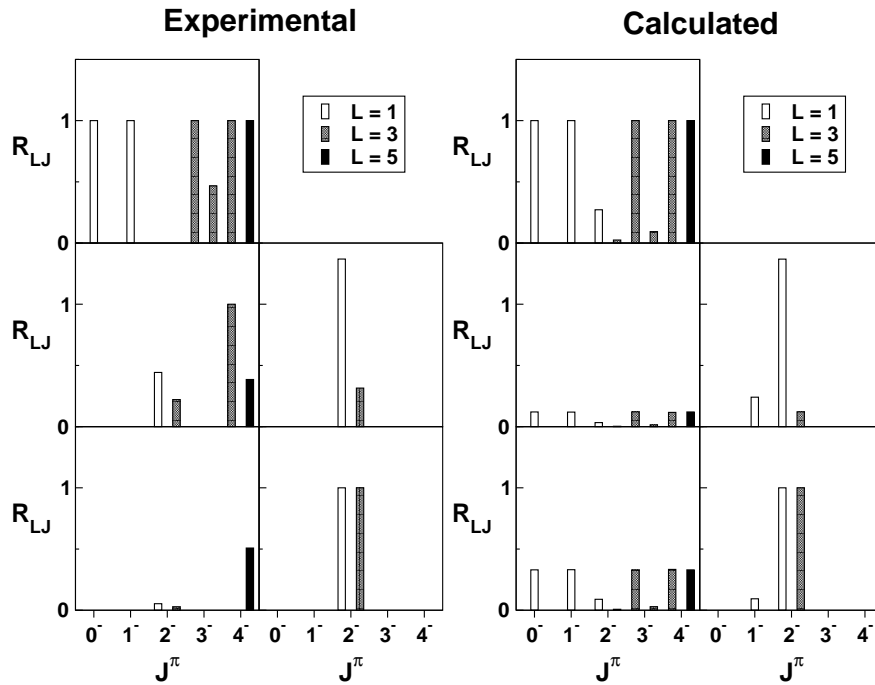 Experimental
Calculated
L = 1
L = 3
L = 5
L = 1
L = 3
L = 5
1
R_LJ
0
1
R_LJ
0
1
R_LJ
0
1
R_LJ
0
1
R_LJ
0
1
R_LJ
0
0⁻ 1⁻ 2⁻ 3⁻ 4⁻ 0⁻ 1⁻ 2⁻ 3⁻ 4⁻
0⁻ 1⁻ 2⁻ 3⁻ 4⁻ 0⁻ 1⁻ 2⁻ 3⁻ 4⁻
J^π J^π
J^π J^π